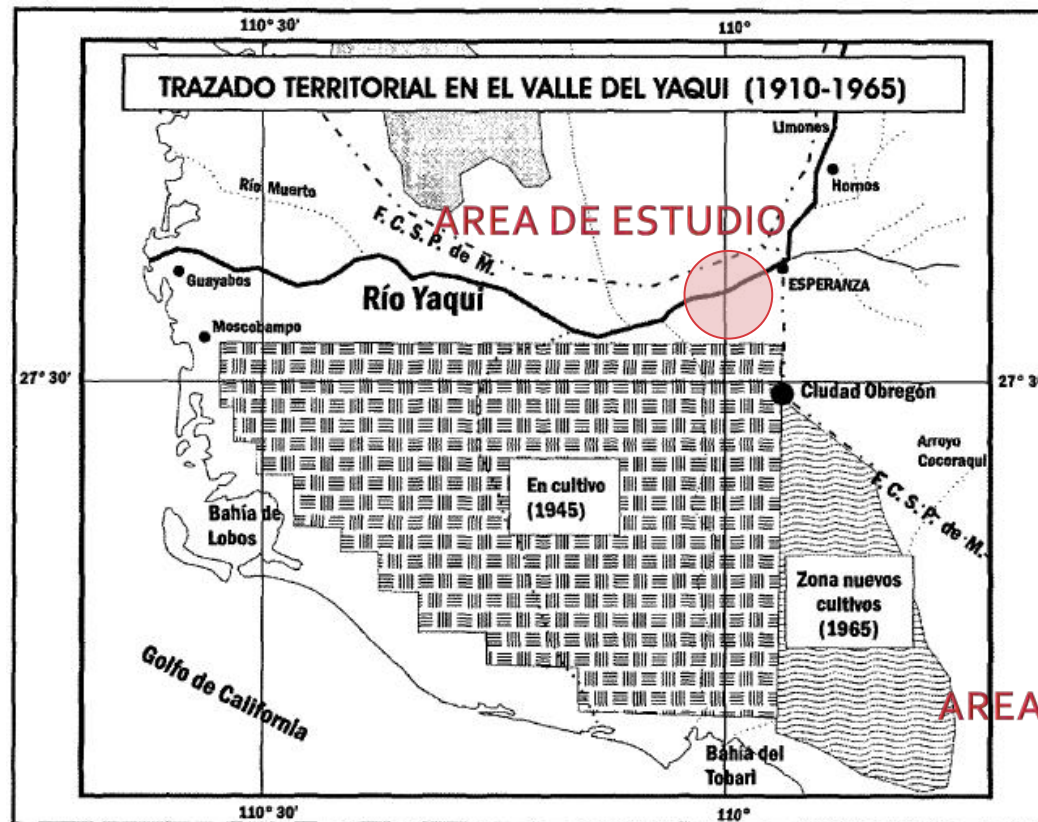 110° 30'
110°
TRAZADO TERRITORIAL EN EL VALLE DEL YAQUI (1910-1965)
Limones
Hornos
Río Muerto
F. C. S. P. de M.
AREA DE ESTUDIO
Guayabos
Río Yaqui
ESPERANZA
Moscobampo
27° 30'
27° 30
Ciudad Obregón
Arroyo
Cocoraqui
F. C. S. P. de M.
En cultivo
(1945)
Bahía de
Lobos
Zona nuevos
cultivos
(1965)
Golfo de California
AREA
Bahía del
Tobari
110° 30'
110°